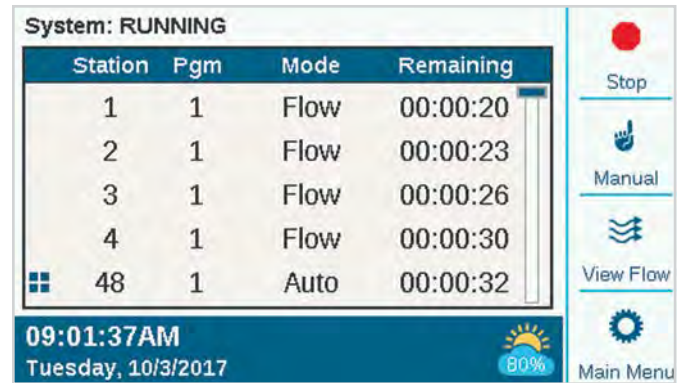 System: RUNNING
Station Pgm Mode Remaining
1 1 Flow 00:00:20
2 1 Flow 00:00:23
3 1 Flow 00:00:26
4 1 Flow 00:00:30
48 1 Auto 00:00:32
09:01:37AM
Tuesday, 10/3/2017
80%
Stop
Manual
View Flow
Main Menu